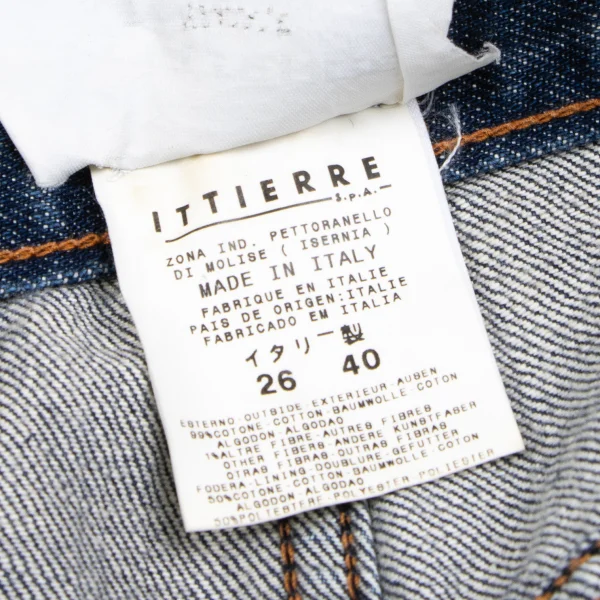 ITTIERRE
S.p.A.
ZONA IND. PETTORANELLO
DI MOLISE ( ISERNIA )
MADE IN ITALY
FABRIQUE EN ITALIE
PAIS DE ORIGEN:ITALIE
FABRICADO EM ITALIA
イタリー製
26 40
ESTERNO-OUTSIDE EXTERIEUR-AUBEN
99%COTONE-COTTON-BAUMWOLLE COTON
ALGODON ALGODAO
1%ALTRE FIBRE-AUTRES FIBRES
OTHER FIBERS ANDERE KUNSTFASER
OTRAS FIBRAS-OUTRAS FIBRAS
FODERA-LINING-DOUBLURE-GEFUTTER
50%COTONE-COTTON-BAUMWOLLE COTON
ALGODON-ALGODAO
50%POLIESTERE-POLYESTER POLYESTER